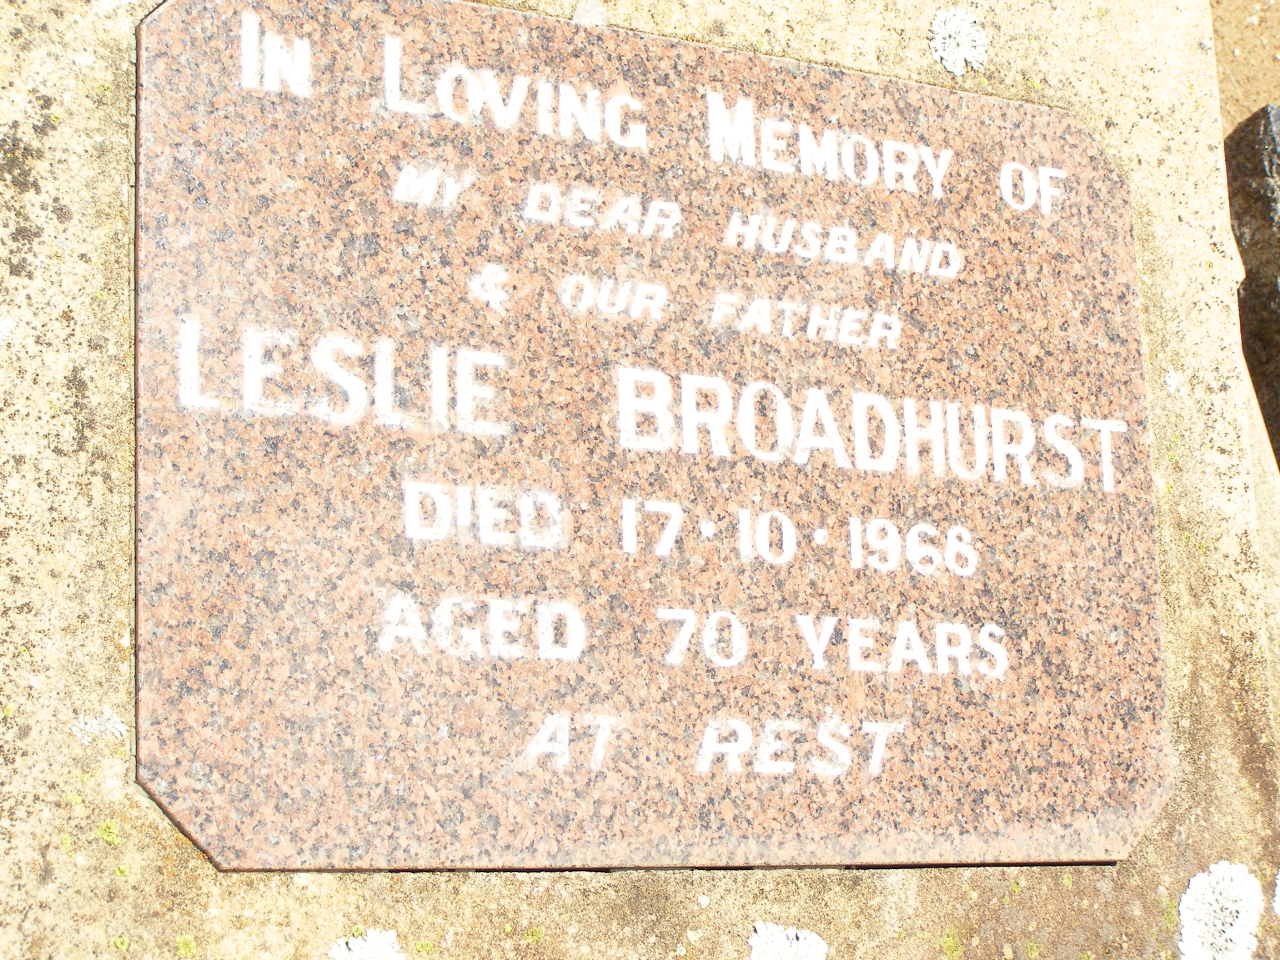 IN LOVING MEMORY OF
MY DEAR HUSBAND
& OUR FATHER
LESLIE BROADHURST
DIED 17·10·1968
AGED 70 YEARS
AT REST